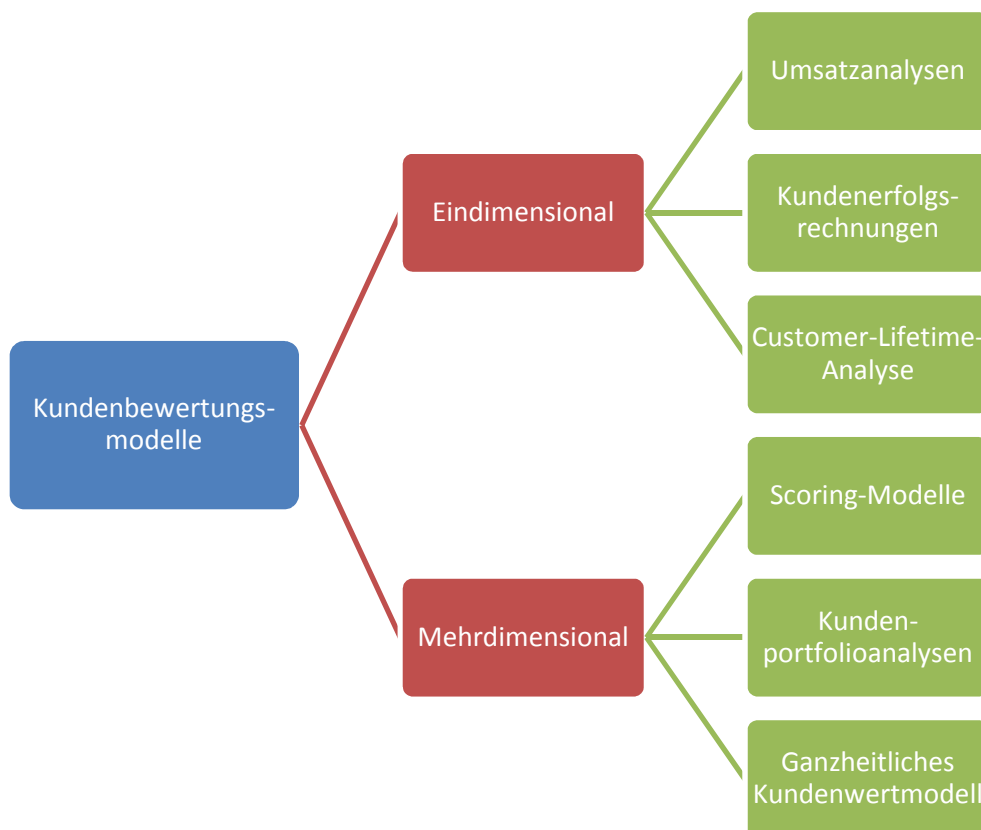 Umsatzanalysen
Eindimensional
Kundenerfolgs-
rechnungen
Customer-Lifetime-
Analyse
Kundenbewertungs-
modelle
Scoring-Modelle
Mehrdimensional
Kunden-
portfolioanalysen
Ganzheitliches
Kundenwertmodell